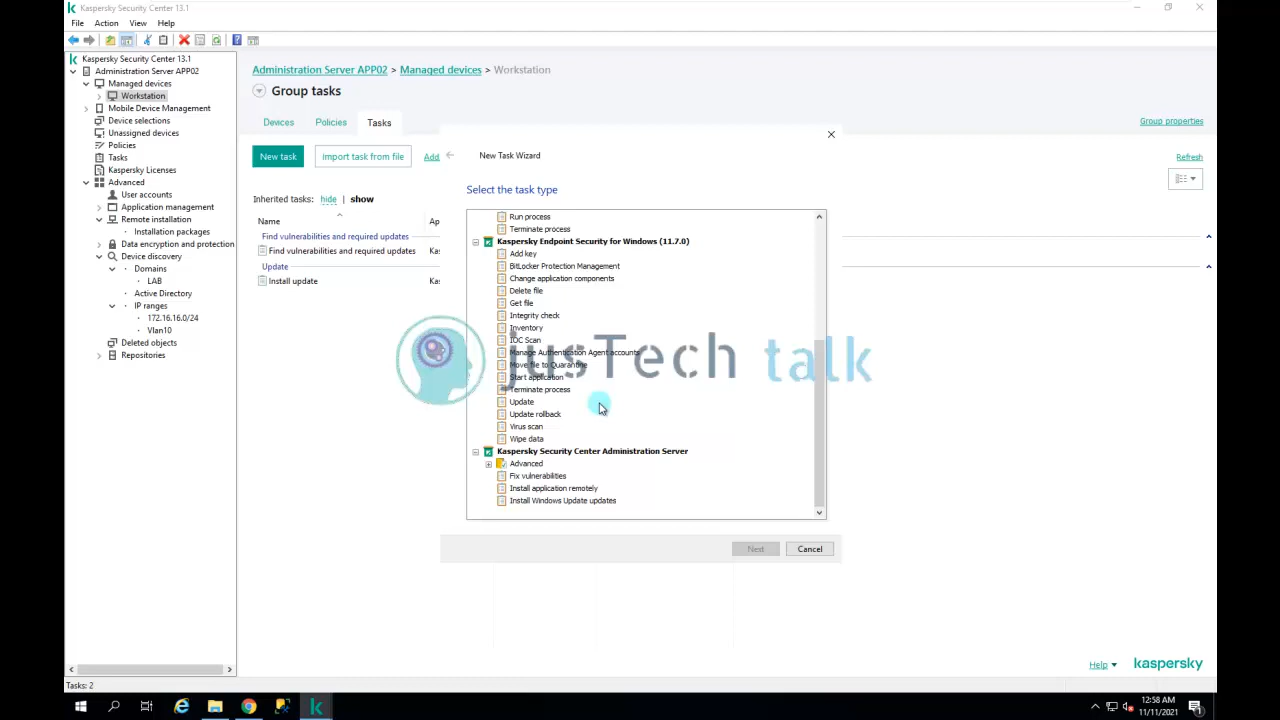 Kaspersky Security Center 13.1
File Action View Help
Kaspersky Security Center 13.1
Administration Server APP02
Managed devices
Workstation
Mobile Device Management
Device selections
Unassigned devices
Policies
Tasks
Kaspersky Licenses
Advanced
User accounts
Application management
Remote installation
Installation packages
Data encryption and protection
Device discovery
Domains
LAB
Active Directory
IP ranges
172.16.16.0/24
Vlan10
Deleted objects
Repositories
Administration Server APP02 > Managed devices > Workstation
Group tasks
Devices Policies Tasks
Group properties
New task Import task from file Add
Refresh
Inherited tasks: hide | show
Name Ap
Find vulnerabilities and required updates
Find vulnerabilities and required updates Kas
Update
Install update Kas
New Task Wizard
Select the task type
Run process
Terminate process
Kaspersky Endpoint Security for Windows (11.7.0)
Add key
BitLocker Protection Management
Change application components
Delete file
Get file
Integrity check
Inventory
IOC Scan
Manage Authentication Agent accounts
Move file to Quarantine
Start application
Terminate process
Update
Update rollback
Virus scan
Wipe data
Kaspersky Security Center Administration Server
Advanced
Fix vulnerabilities
Install application remotely
Install Windows Update updates
Next Cancel
jusTech talk
Help kaspersky
Tasks: 2
12:58 AM
11/11/2021
1